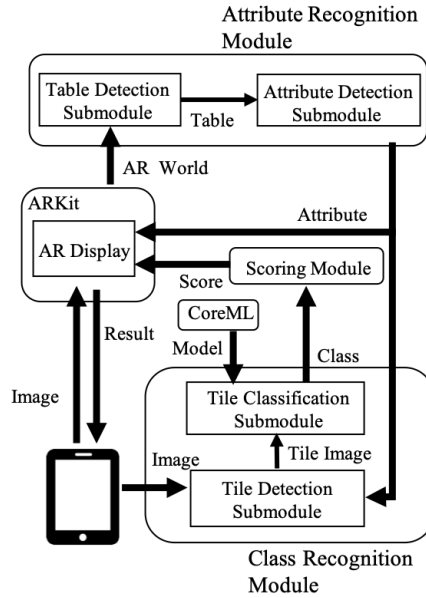 Attribute Recognition
Module
Table Detection
Submodule
Attribute Detection
Submodule
Table
AR World
ARKit
Attribute
AR Display
Scoring Module
Score
CoreML
Result
Model
Class
Image
Tile Classification
Submodule
Image
Tile Image
Tile Detection
Submodule
Class Recognition
Module